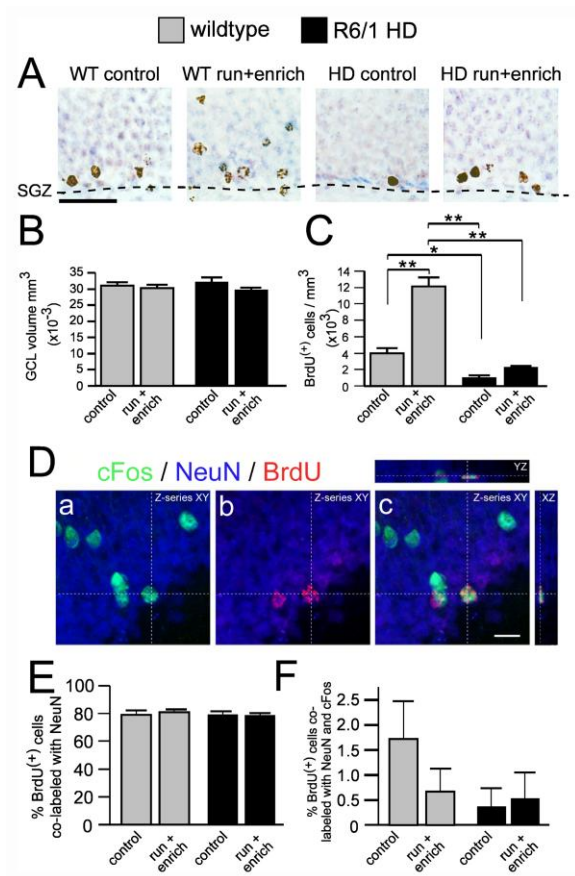 wildtype R6/1 HD
A
WT control WT run+enrich HD control HD run+enrich
SGZ
B
GCL volume mm³
(x10⁻³)
35
30
25
20
15
10
5
0
control
run +
enrich
control
run +
enrich
C
BrdU⁽⁺⁾ cells / mm³
(x10³)
14
12
10
8
6
4
2
0
**
**
*
**
control
run +
enrich
control
run +
enrich
D
cFos / NeuN / BrdU
YZ
a Z-series XY
b Z-series XY
c Z-series XY
XZ
E
% BrdU⁽⁺⁾ cells
co-labeled with NeuN
100
80
60
40
20
0
control
run +
enrich
control
run +
enrich
F
% BrdU⁽⁺⁾ cells co-
labeled with NeuN and cFos
2.5
2.0
1.5
1.0
0.5
0
control
run +
enrich
control
run +
enrich